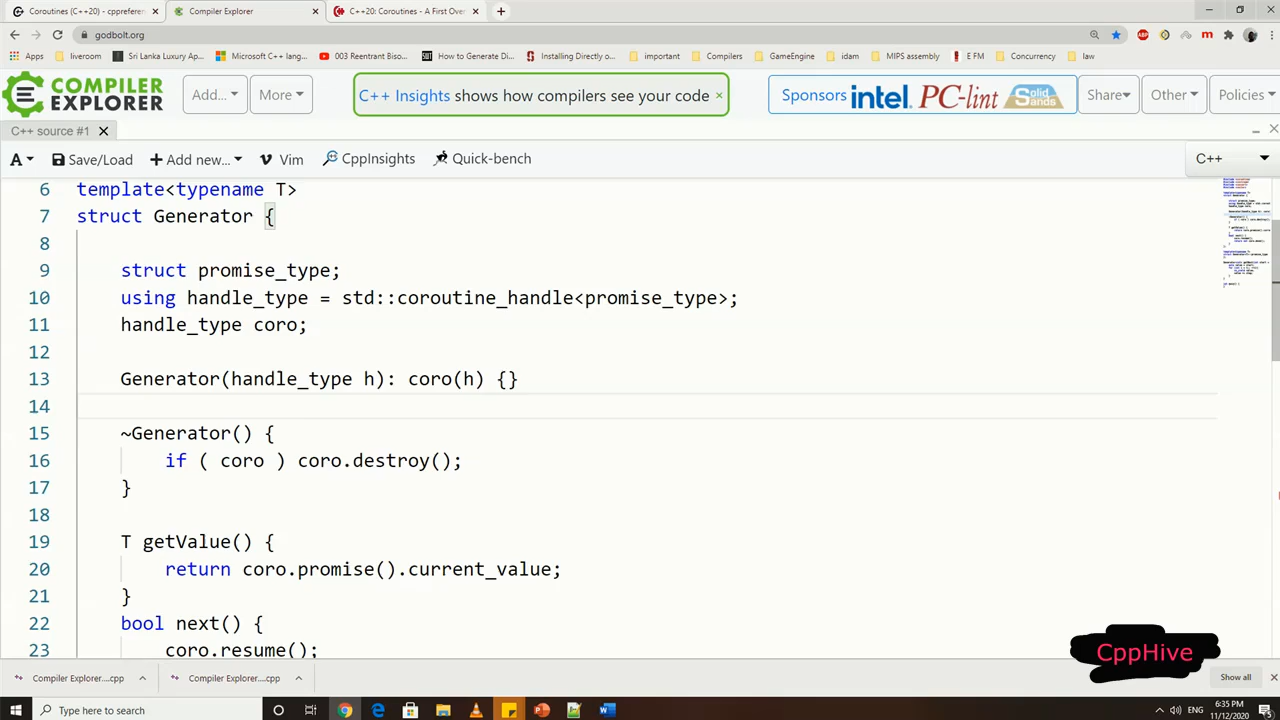 Coroutines (C++20) - cpprefere
Compiler Explorer
C++20: Coroutines - A First Over
godbolt.org
Apps
liveroom
Sri Lanka Luxury Ap...
Microsoft C++ lang...
003 Reentrant Biso...
How to Generate Di...
Installing Directly o...
important
Compilers
GameEngine
idam
MIPS assembly
E FM
Concurrency
law
COMPILER
EXPLORER
Add...
More
C++ Insights shows how compilers see your code ×
Sponsors intel. PC-lint Solid Sands
Share
Other
Policies
C++ source #1
A
Save/Load
Add new...
Vim
CppInsights
Quick-bench
C++
6 template<typename T>
7 struct Generator {
8
9 struct promise_type;
10 using handle_type = std::coroutine_handle<promise_type>;
11 handle_type coro;
12
13 Generator(handle_type h): coro(h) {}
14
15 ~Generator() {
16 if ( coro ) coro.destroy();
17 }
18
19 T getValue() {
20 return coro.promise().current_value;
21 }
22 bool next() {
23 coro.resume();
CppHive
Compiler Explorer....cpp
Compiler Explorer....cpp
Show all
Type here to search
ENG
6:35 PM
11/12/2020